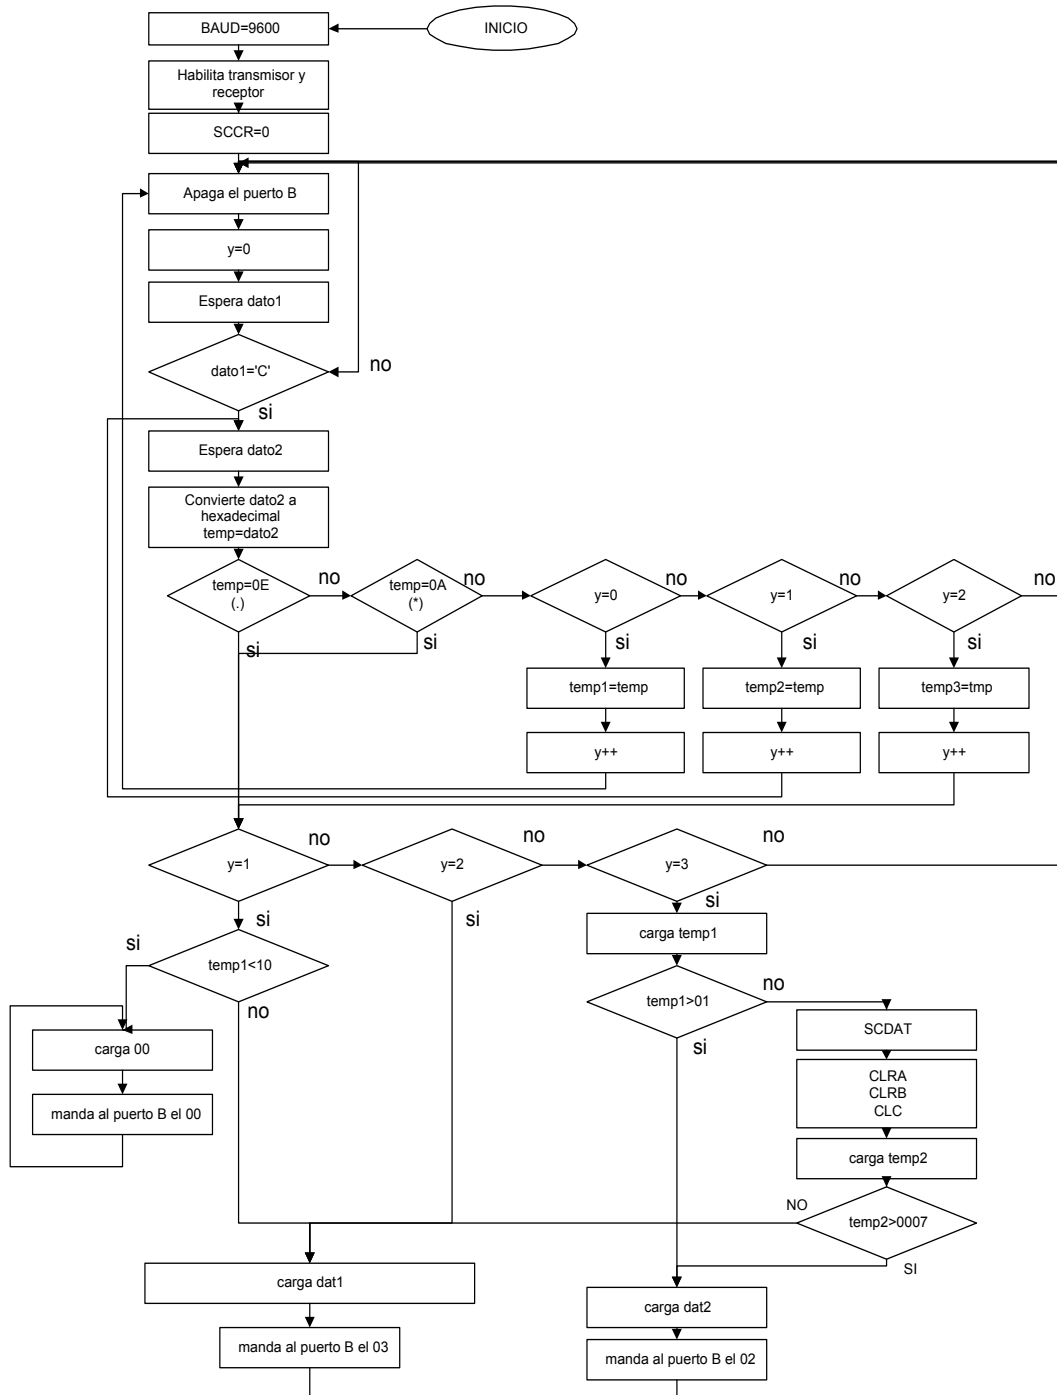 BAUD=9600
INICIO
Habilita transmisor y
receptor
SCCR=0
Apaga el puerto B
y=0
Espera dato1
dato1='C'
no
si
Espera dato2
Convierte dato2 a
hexadecimal
temp=dato2
temp=0E
(.)
no
temp=0A
(*)
no
y=0
no
y=1
no
y=2
no
si
si
si
si
si
temp1=temp
temp2=temp
temp3=tmp
y++
y++
y++
y=1
no
y=2
no
y=3
no
si
si
si
carga temp1
si
temp1<10
no
temp1>01
no
si
SCDAT
carga 00
CLRA
CLRB
CLC
manda al puerto B el 00
carga temp2
NO
temp2>0007
SI
carga dat1
carga dat2
manda al puerto B el 03
manda al puerto B el 02